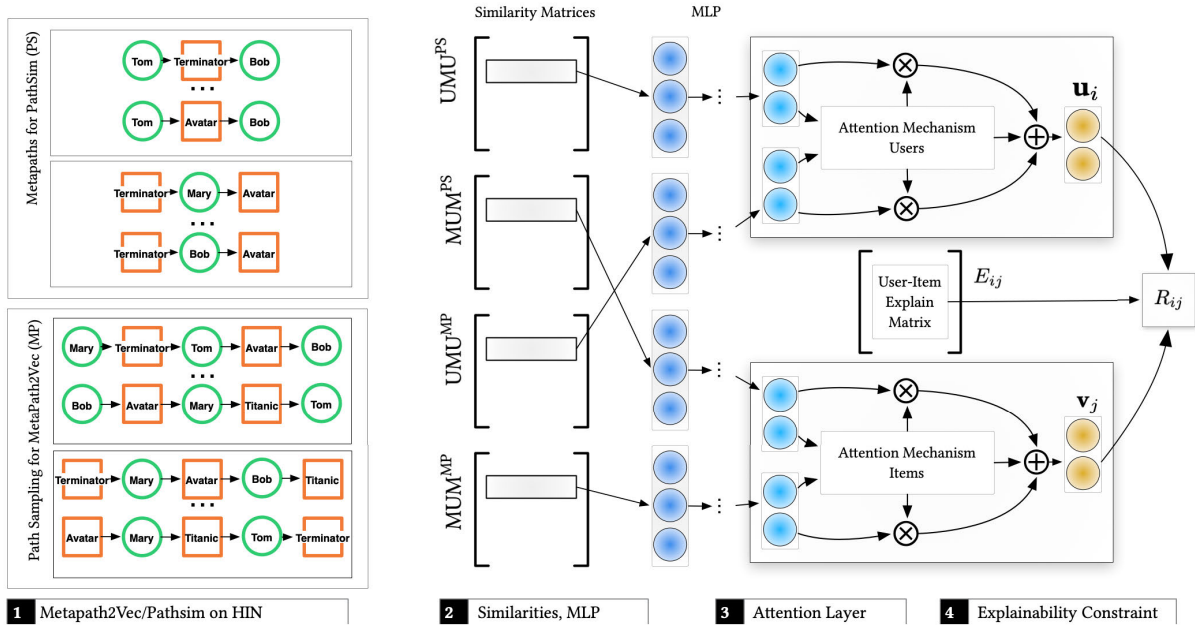 Metapaths for PathSim (PS)
Tom Terminator Bob
...
Tom Avatar Bob
Terminator Mary Avatar
...
Terminator Bob Avatar
Path Sampling for MetaPath2Vec (MP)
Mary Terminator Tom Avatar Bob
...
Bob Avatar Mary Titanic Tom
Terminator Mary Avatar Bob Titanic
...
Avatar Mary Titanic Tom Terminator
1 Metapath2Vec/Pathsim on HIN
Similarity Matrices
MLP
UMU^PS
MUM^PS
UMU^MP
MUM^MP
2 Similarities, MLP
Attention Mechanism
Users
u_i
User-Item
Explain
Matrix
E_ij
R_ij
Attention Mechanism
Items
v_j
3 Attention Layer
4 Explainability Constraint